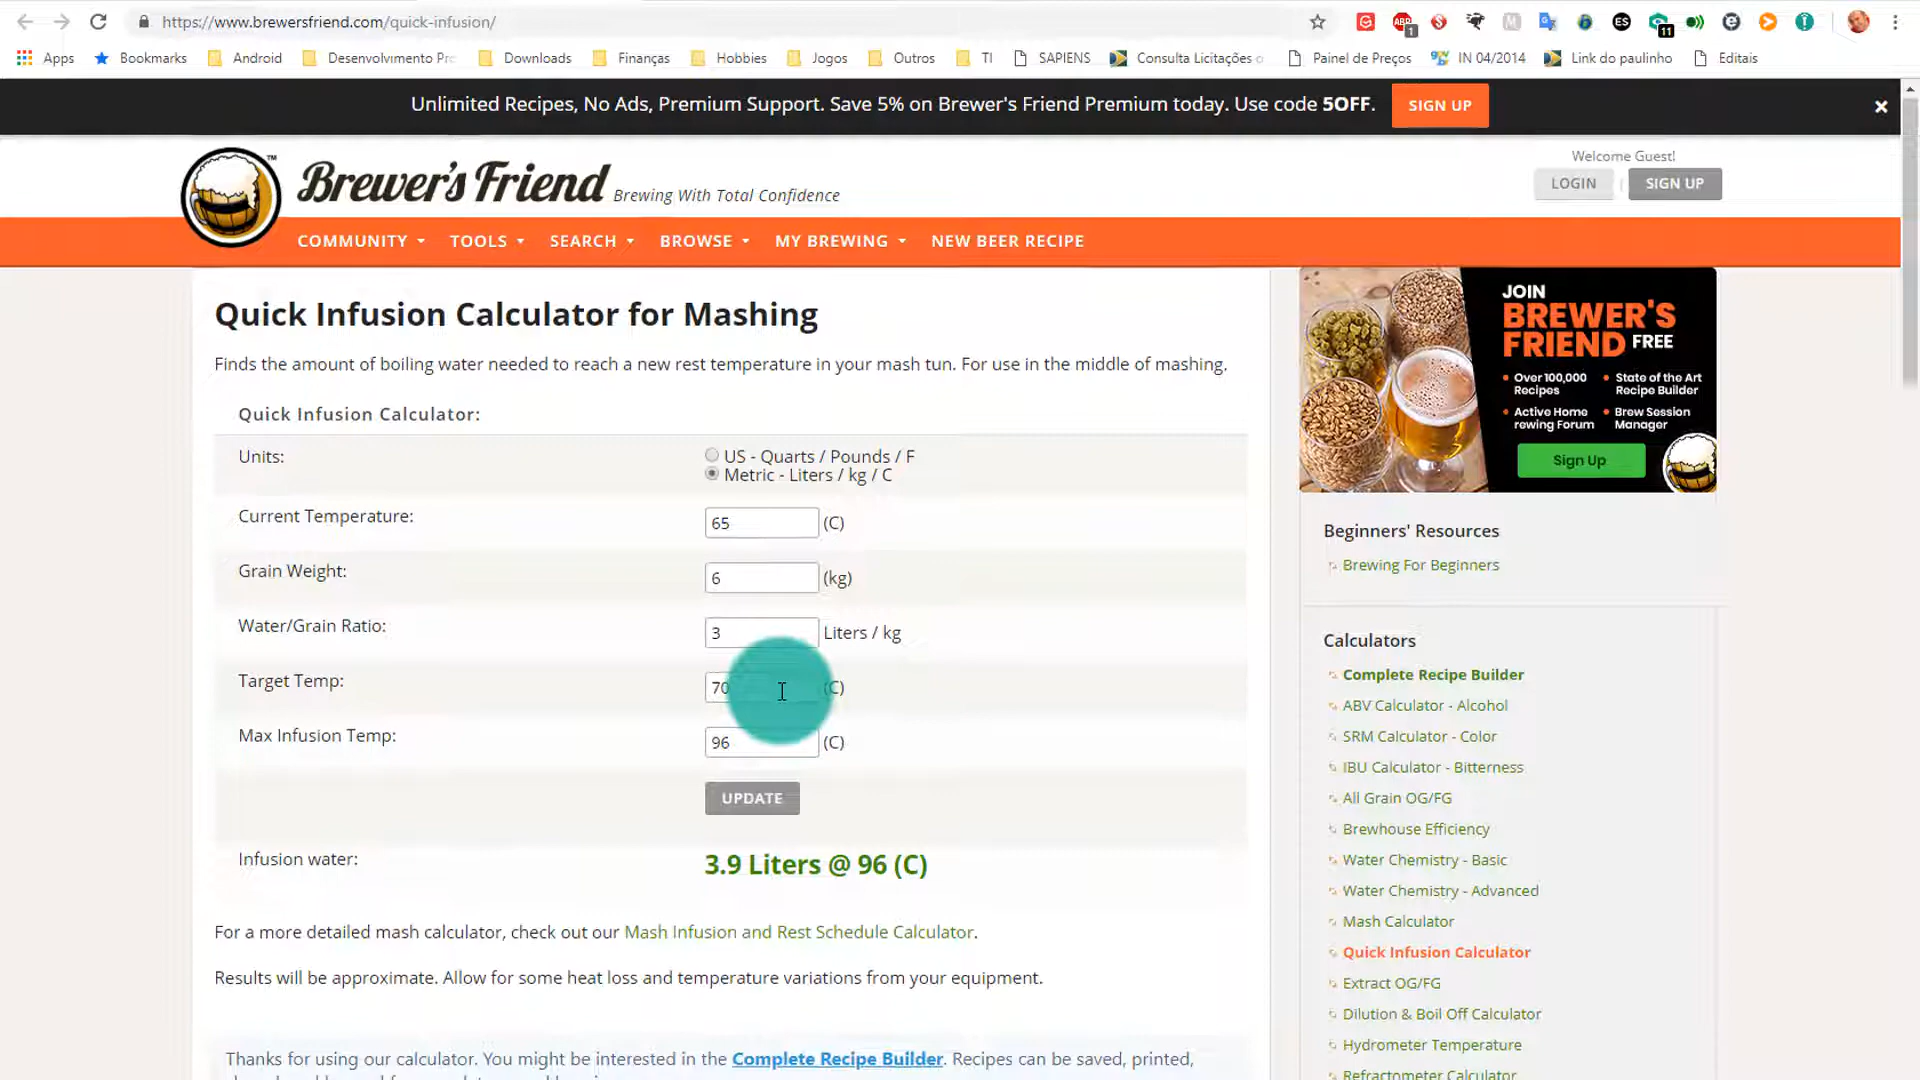 https://www.brewersfriend.com/quick-infusion/
ABP
1
M
ES
11
Apps
Bookmarks
Android
Desenvolvimento Pro
Downloads
Finanças
Hobbies
Jogos
Outros
TI
SAPIENS
Consulta Licitações
Painel de Preços
IN 04/2014
Link do paulinho
Editais
Unlimited Recipes, No Ads, Premium Support. Save 5% on Brewer's Friend Premium today. Use code 5OFF.
SIGN UP
Brewer's Friend
TM
Brewing With Total Confidence
Welcome Guest!
LOGIN
SIGN UP
COMMUNITY
TOOLS
SEARCH
BROWSE
MY BREWING
NEW BEER RECIPE
Quick Infusion Calculator for Mashing
Finds the amount of boiling water needed to reach a new rest temperature in your mash tun. For use in the middle of mashing.
Quick Infusion Calculator:
Units:
US - Quarts / Pounds / F
Metric - Liters / kg / C
Current Temperature:
65 (C)
Grain Weight:
6 (kg)
Water/Grain Ratio:
3 Liters / kg
Target Temp:
70 (C)
Max Infusion Temp:
96 (C)
UPDATE
Infusion water:
3.9 Liters @ 96 (C)
For a more detailed mash calculator, check out our Mash Infusion and Rest Schedule Calculator.
Results will be approximate. Allow for some heat loss and temperature variations from your equipment.
Thanks for using our calculator. You might be interested in the Complete Recipe Builder. Recipes can be saved, printed,
JOIN
BREWER'S
FRIEND FREE
Over 100,000
Recipes
State of the Art
Recipe Builder
Active Home
rewing Forum
Brew Session
Manager
Sign Up
Beginners' Resources
Brewing For Beginners
Calculators
Complete Recipe Builder
ABV Calculator - Alcohol
SRM Calculator - Color
IBU Calculator - Bitterness
All Grain OG/FG
Brewhouse Efficiency
Water Chemistry - Basic
Water Chemistry - Advanced
Mash Calculator
Quick Infusion Calculator
Extract OG/FG
Dilution & Boil Off Calculator
Hydrometer Temperature
Refractometer Calculator